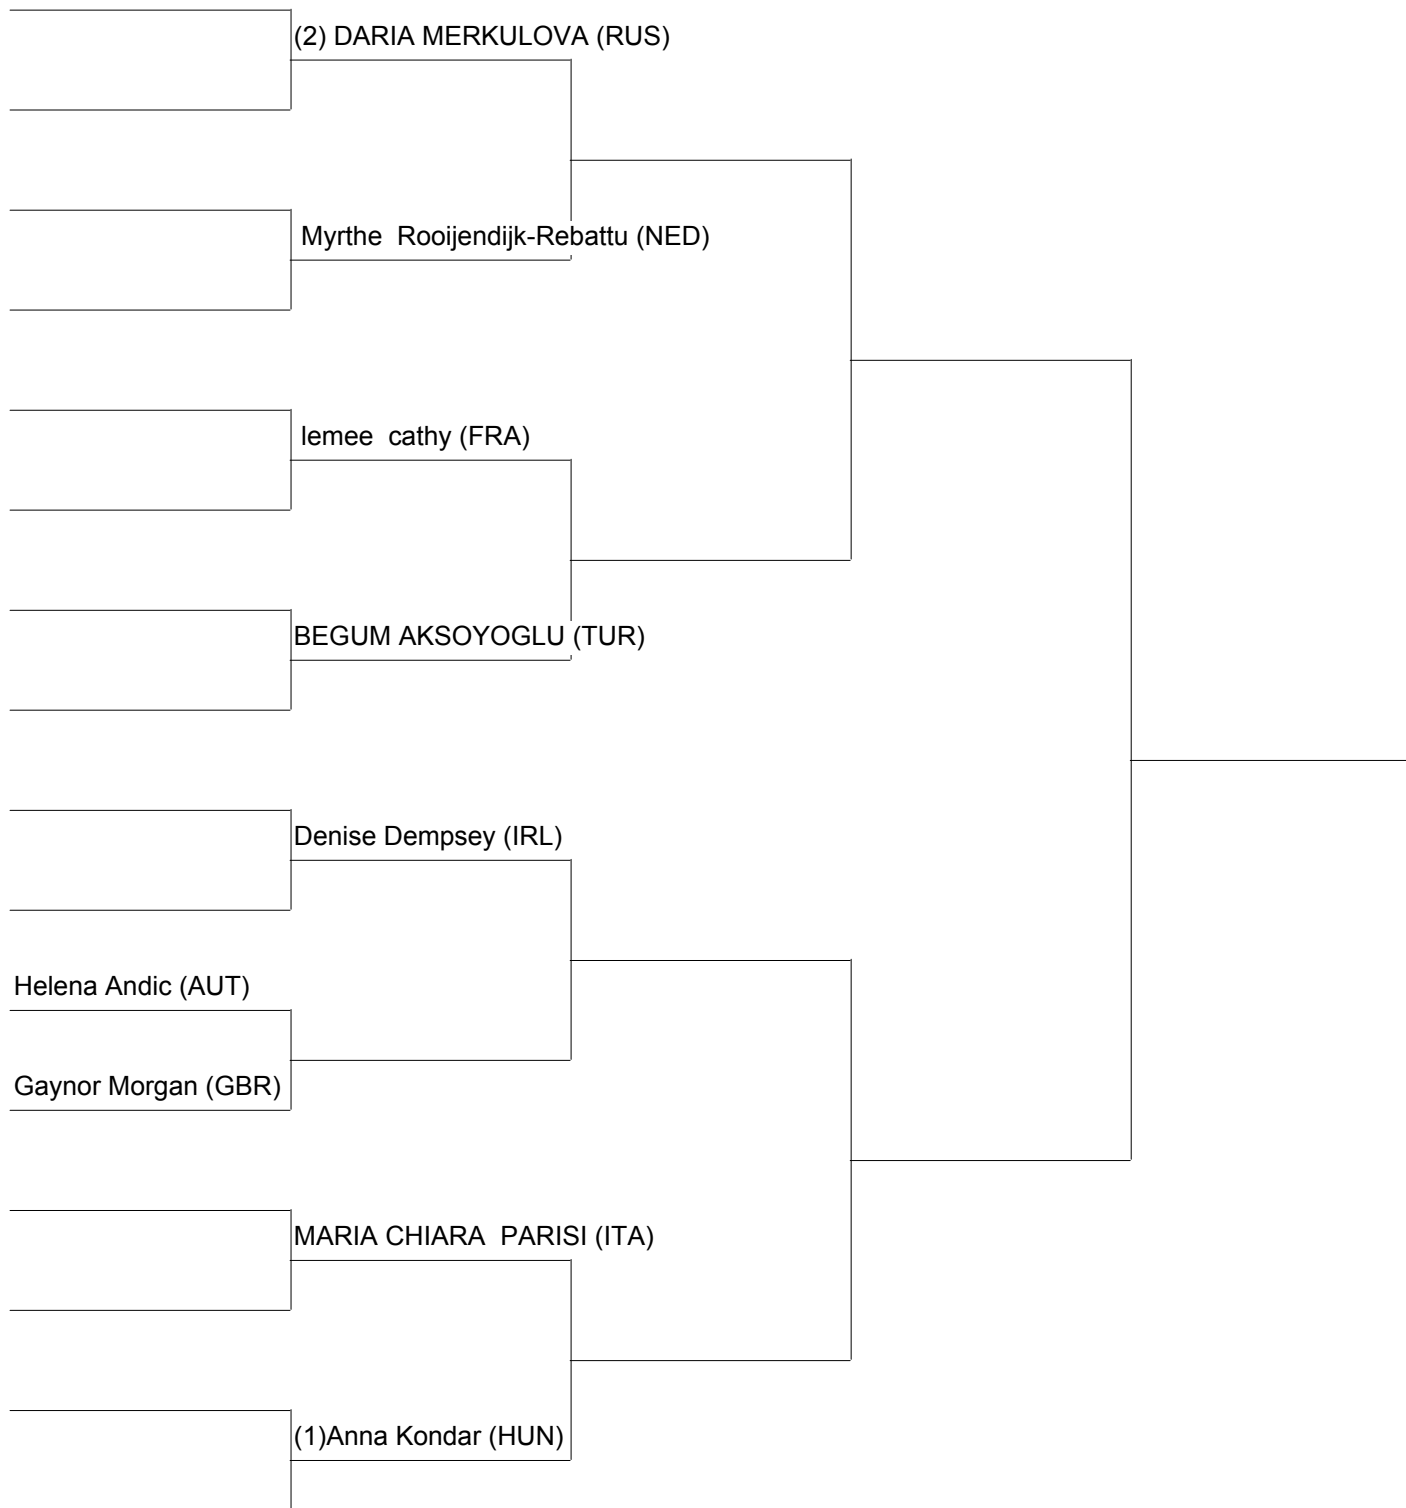 (2) DARIA MERKULOVA (RUS)
Myrthe  Rooijendijk-Rebattu (NED)
lemee  cathy (FRA)
BEGUM AKSOYOGLU (TUR)
Denise Dempsey (IRL)
Helena Andic (AUT)
Gaynor Morgan (GBR)
MARIA CHIARA  PARISI (ITA)
(1)Anna Kondar (HUN)